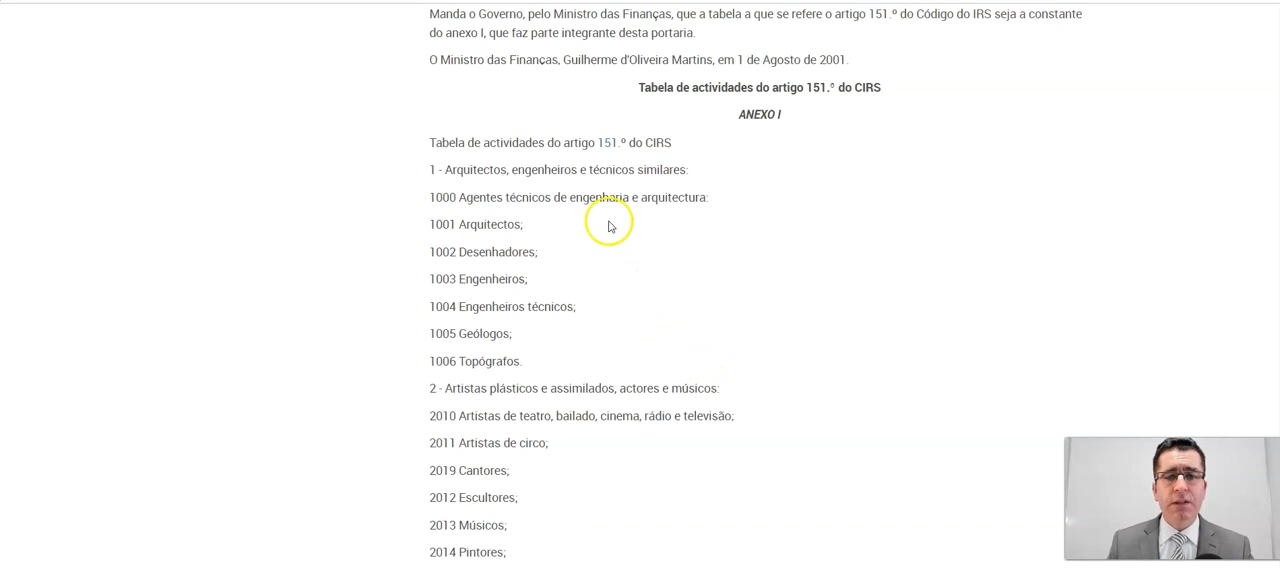 Manda o Governo, pelo Ministro das Finanças, que a tabela a que se refere o artigo 151.º do Código do IRS seja a constante
do anexo I, que faz parte integrante desta portaria.
O Ministro das Finanças, Guilherme d'Oliveira Martins, em 1 de Agosto de 2001.
Tabela de actividades do artigo 151.º do CIRS
ANEXO I
Tabela de actividades do artigo 151.º do CIRS
1 - Arquitectos, engenheiros e técnicos similares:
1000 Agentes técnicos de engenharia e arquitectura:
1001 Arquitectos;
1002 Desenhadores;
1003 Engenheiros;
1004 Engenheiros técnicos;
1005 Geólogos;
1006 Topógrafos.
2 - Artistas plásticos e assimilados, actores e músicos:
2010 Artistas de teatro, bailado, cinema, rádio e televisão;
2011 Artistas de circo;
2019 Cantores;
2012 Escultores;
2013 Músicos;
2014 Pintores;